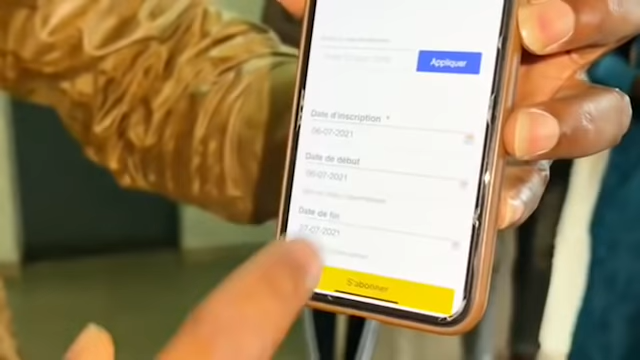 Appliquer
Date d'inscription *
06-07-2021
Date de début
06-07-2021
Date de fin
07-07-2021
S'abonner